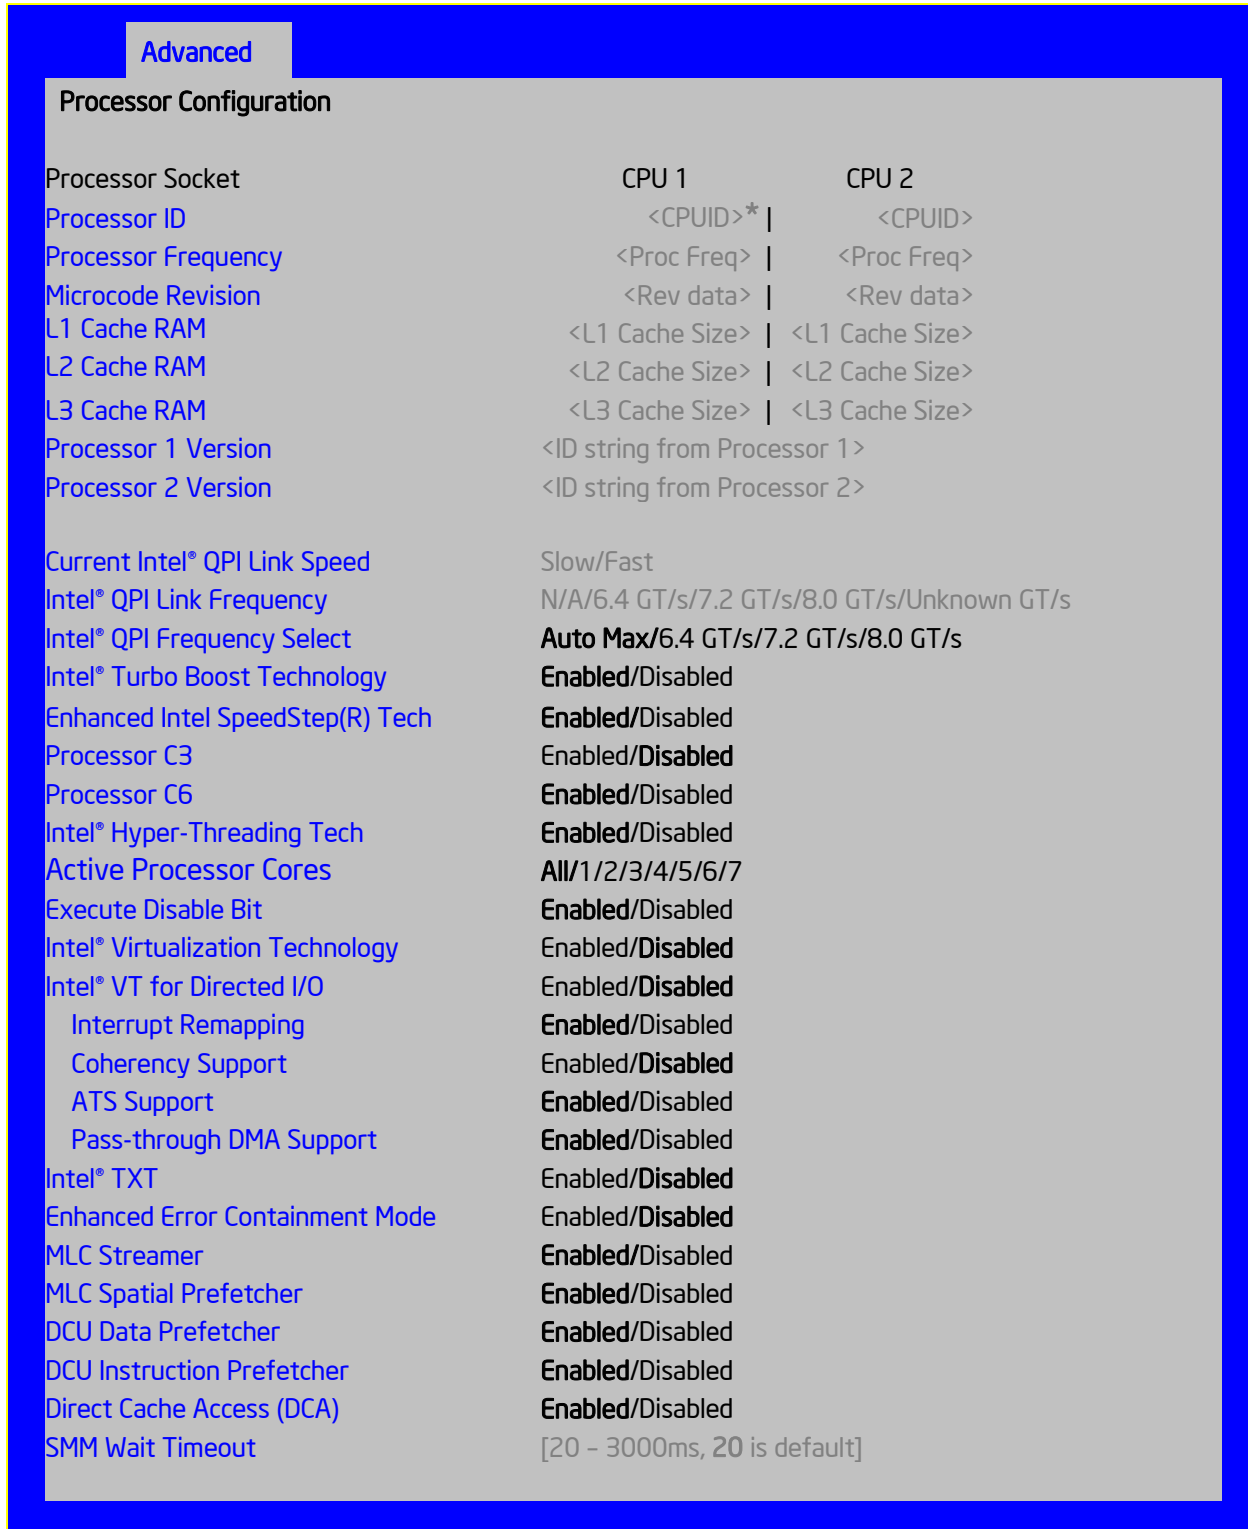 Advanced
Processor Configuration
Processor Socket CPU 1 CPU 2
Processor ID <CPUID>* | <CPUID>
Processor Frequency <Proc Freq> | <Proc Freq>
Microcode Revision <Rev data> | <Rev data>
L1 Cache RAM <L1 Cache Size> | <L1 Cache Size>
L2 Cache RAM <L2 Cache Size> | <L2 Cache Size>
L3 Cache RAM <L3 Cache Size> | <L3 Cache Size>
Processor 1 Version <ID string from Processor 1>
Processor 2 Version <ID string from Processor 2>
Current Intel® QPI Link Speed Slow/Fast
Intel® QPI Link Frequency N/A/6.4 GT/s/7.2 GT/s/8.0 GT/s/Unknown GT/s
Intel® QPI Frequency Select Auto Max/6.4 GT/s/7.2 GT/s/8.0 GT/s
Intel® Turbo Boost Technology Enabled/Disabled
Enhanced Intel SpeedStep(R) Tech Enabled/Disabled
Processor C3 Enabled/Disabled
Processor C6 Enabled/Disabled
Intel® Hyper-Threading Tech Enabled/Disabled
Active Processor Cores All/1/2/3/4/5/6/7
Execute Disable Bit Enabled/Disabled
Intel® Virtualization Technology Enabled/Disabled
Intel® VT for Directed I/O Enabled/Disabled
Interrupt Remapping Enabled/Disabled
Coherency Support Enabled/Disabled
ATS Support Enabled/Disabled
Pass-through DMA Support Enabled/Disabled
Intel® TXT Enabled/Disabled
Enhanced Error Containment Mode Enabled/Disabled
MLC Streamer Enabled/Disabled
MLC Spatial Prefetcher Enabled/Disabled
DCU Data Prefetcher Enabled/Disabled
DCU Instruction Prefetcher Enabled/Disabled
Direct Cache Access (DCA) Enabled/Disabled
SMM Wait Timeout [20 – 3000ms, 20 is default]